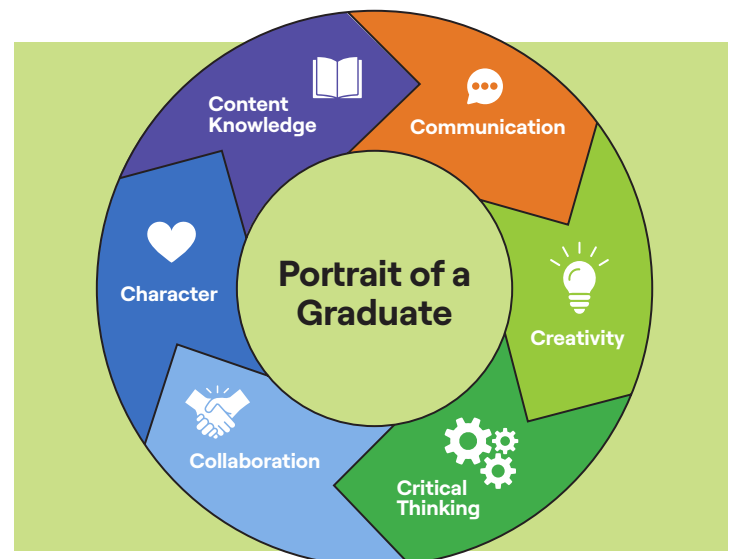 Content
Knowledge
Communication
Character
Portrait of a
Graduate
Creativity
Collaboration
Critical
Thinking